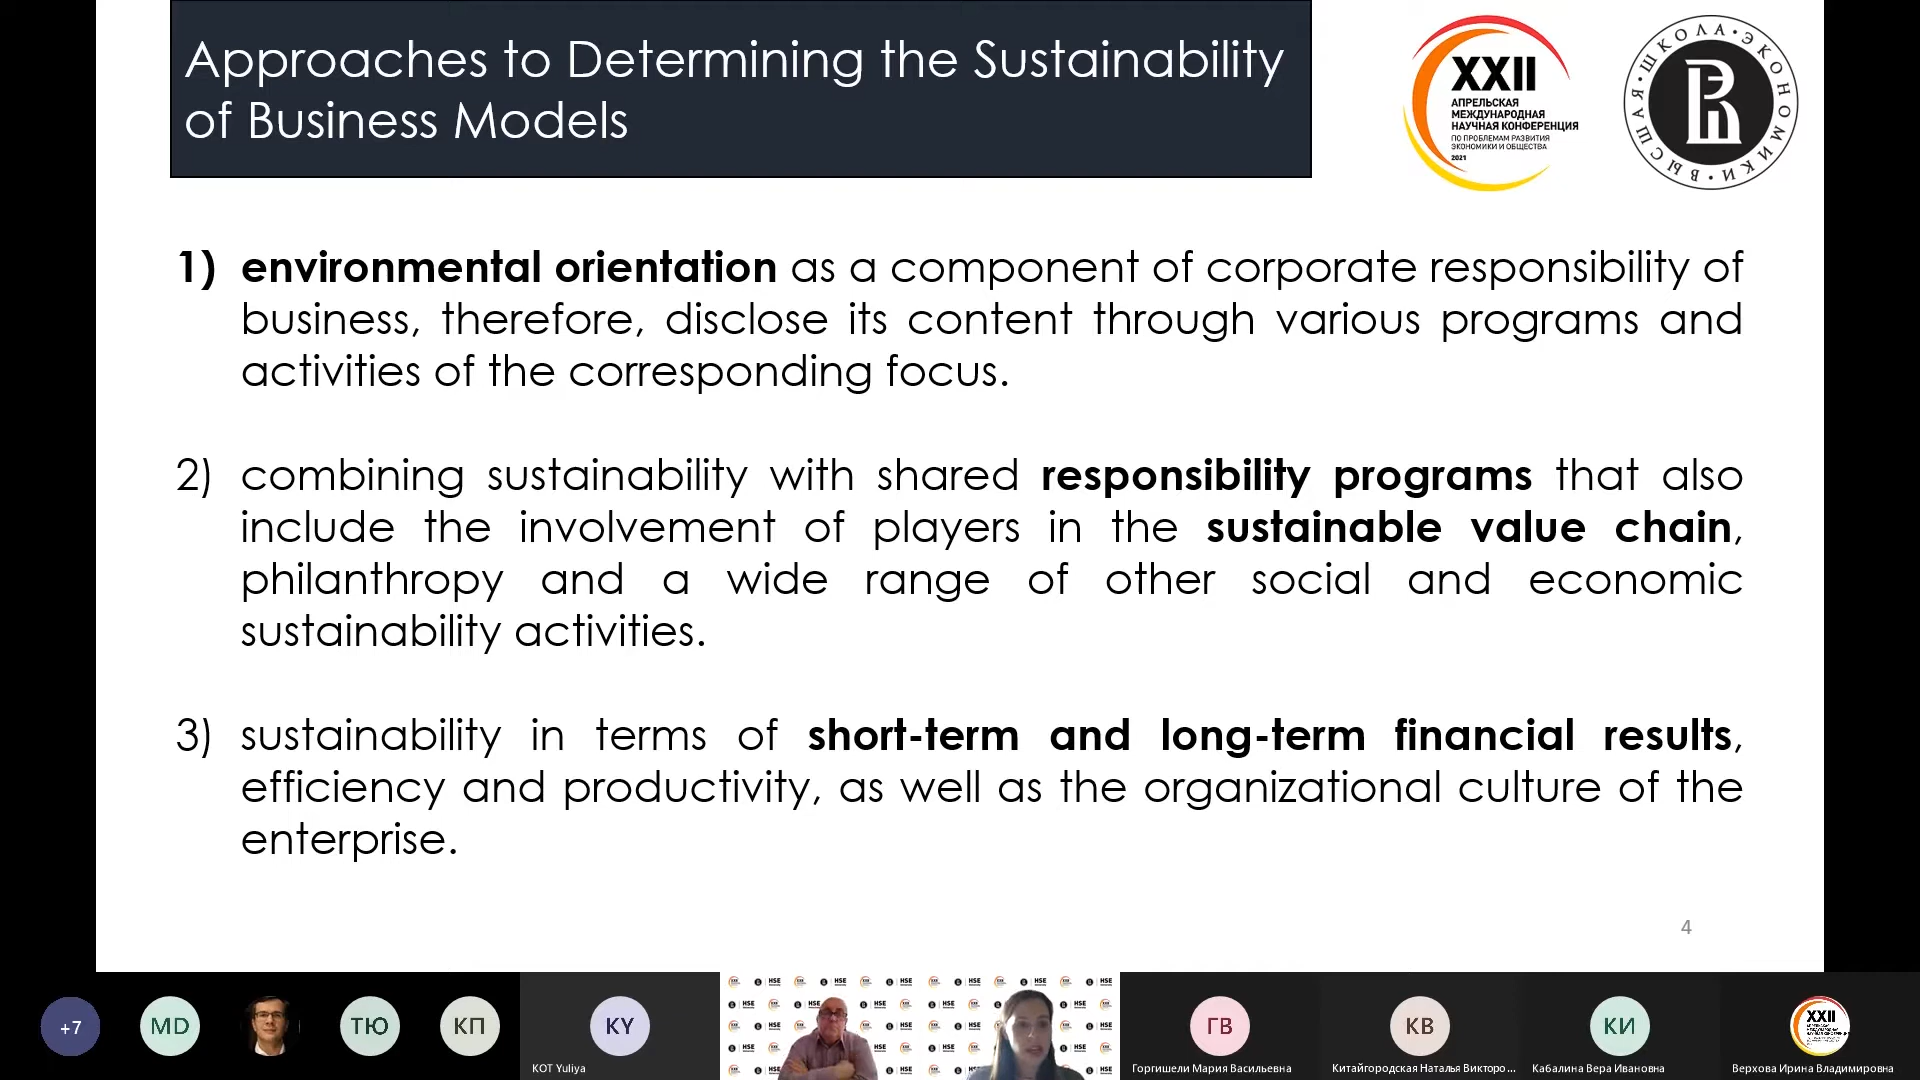 Approaches to Determining the Sustainability
of Business Models
XXII
АПРЕЛЬСКАЯ
МЕЖДУНАРОДНАЯ
НАУЧНАЯ КОНФЕРЕНЦИЯ
ПО ПРОБЛЕМАМ РАЗВИТИЯ
ЭКОНОМИКИ И ОБЩЕСТВА
2021
ВЫСШАЯ • ШКОЛА • ЭКОНОМИКИ •
1) environmental orientation as a component of corporate responsibility of
business, therefore, disclose its content through various programs and
activities of the corresponding focus.
2) combining sustainability with shared responsibility programs that also
include the involvement of players in the sustainable value chain,
philanthropy and a wide range of other social and economic
sustainability activities.
3) sustainability in terms of short-term and long-term financial results,
efficiency and productivity, as well as the organizational culture of the
enterprise.
4
+7
MD
ТЮ
КП
KY
KOT Yuliya
HSE
ГВ
Горгишели Мария Васильевна
КВ
Китайгородская Наталья Викторо ...
КИ
Кабалина Вера Ивановна
XXII
Верхова Ирина Владимировна